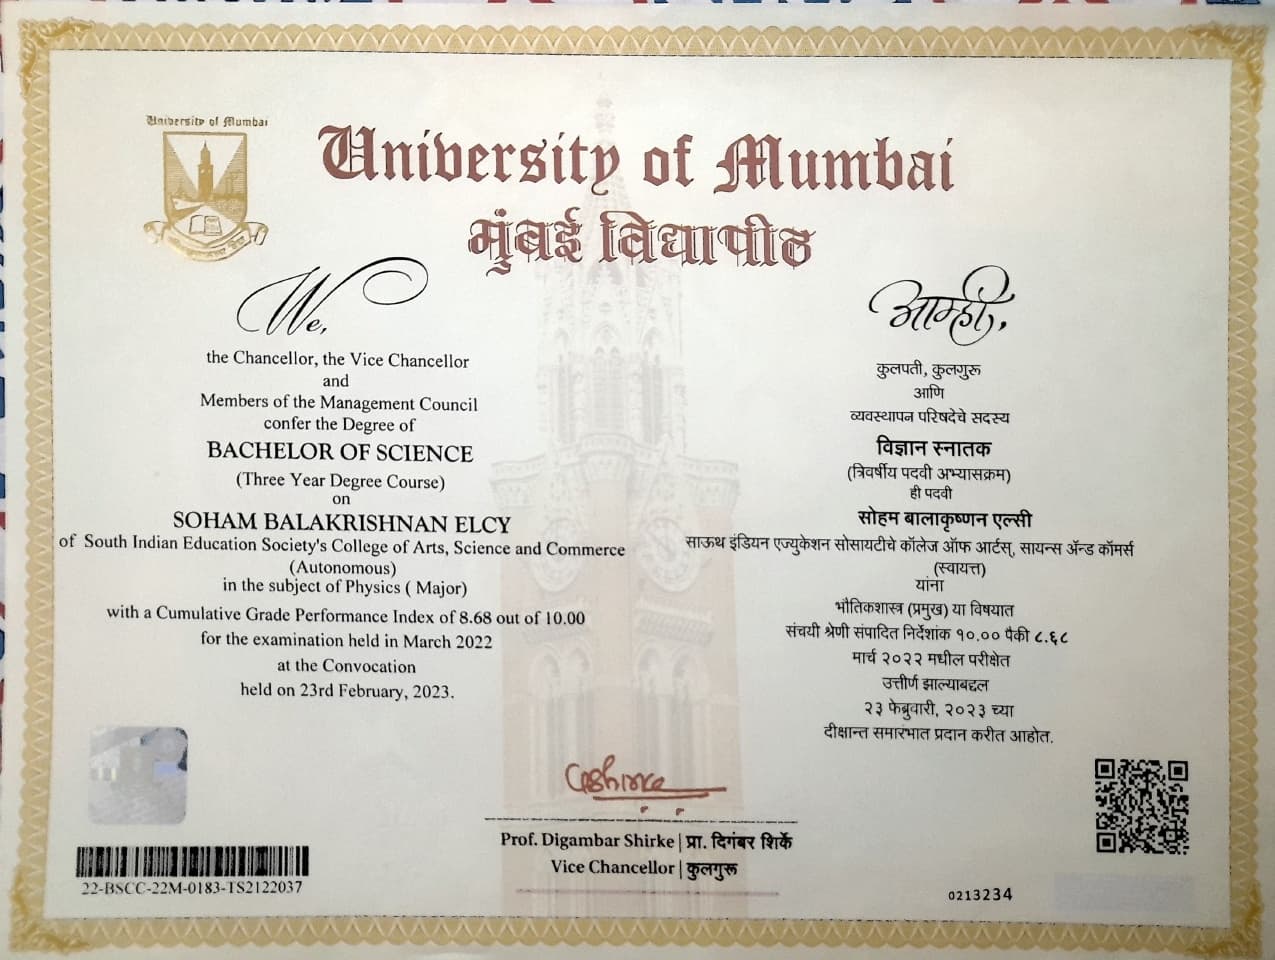 University of Mumbai
University of Mumbai
मुंबई विद्यापीठ
We,
the Chancellor, the Vice Chancellor
and
Members of the Management Council
confer the Degree of
BACHELOR OF SCIENCE
(Three Year Degree Course)
on
SOHAM BALAKRISHNAN ELCY
of South Indian Education Society's College of Arts, Science and Commerce
(Autonomous)
in the subject of Physics ( Major)
with a Cumulative Grade Performance Index of 8.68 out of 10.00
for the examination held in March 2022
at the Convocation
held on 23rd February, 2023.
आम्ही,
कुलपती, कुलगुरू
आणि
व्यवस्थापन परिषदेचे सदस्य
विज्ञान स्नातक
(त्रिवर्षीय पदवी अभ्यासक्रम)
ही पदवी
सोहम बालाकृष्णन एल्सी
साऊथ इंडियन एज्युकेशन सोसायटीचे कॉलेज ऑफ आर्टस्, सायन्स अ‍ॅन्ड कॉमर्स
(स्वायत्त)
यांना
भौतिकशास्त्र (प्रमुख) या विषयात
संचयी श्रेणी संपादित निर्देशांक १०.०० पैकी ८.६८
मार्च २०२२ मधील परीक्षेत
उत्तीर्ण झाल्याबद्दल
२३ फेब्रुवारी, २०२३ च्या
दीक्षान्त समारंभात प्रदान करीत आहोत.
Prof. Digambar Shirke | प्रा. दिगंबर शिर्के
Vice Chancellor | कुलगुरू
22-BSCC-22M-0183-TS2122037
0213234